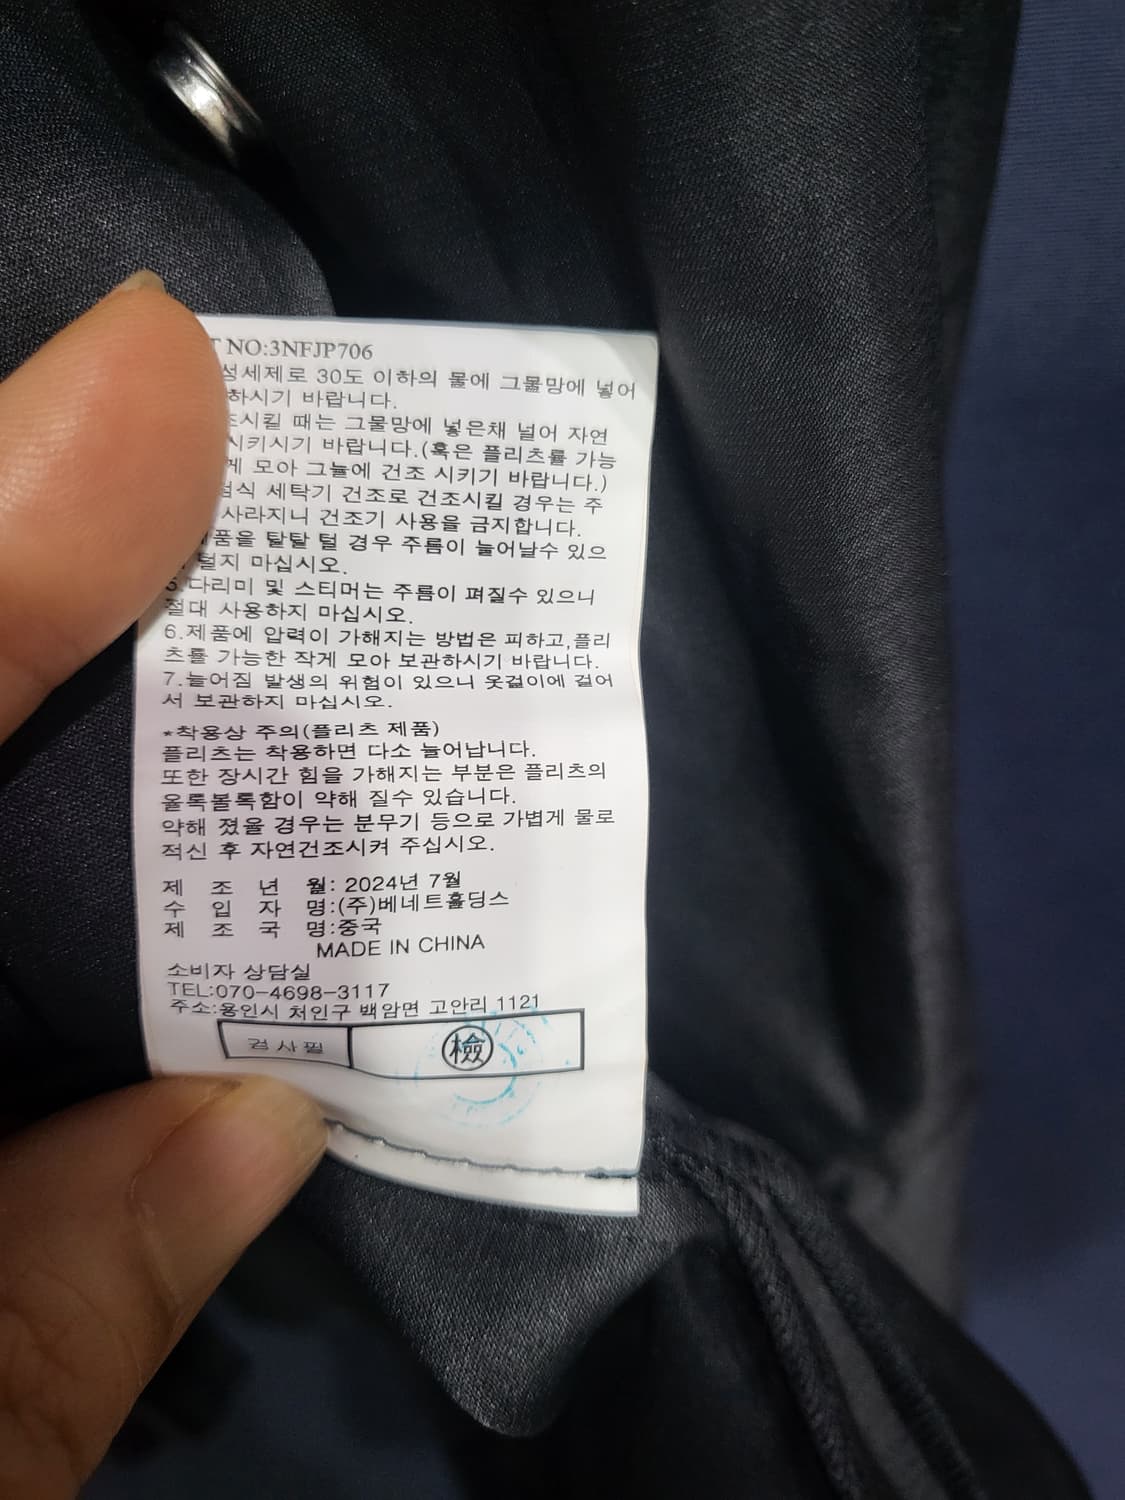 NO:3NFJP706
성세제로 30도 이하의 물에 그물망에 넣어
하시기 바랍니다.
조시킬 때는 그물망에 넣은채 널어 자연
시키시기 바랍니다.(혹은 플리츠를 가능
게 모아 그늘에 건조 시키기 바랍니다.)
식 세탁기 건조로 건조시킬 경우는 주
사라지니 건조기 사용을 금지합니다.
품을 탈탈 털 경우 주름이 늘어날수 있으
털지 마십시오.
5.다리미 및 스티머는 주름이 펴질수 있으니
절대 사용하지 마십시오.
6.제품에 압력이 가해지는 방법은 피하고,플리
츠를 가능한 작게 모아 보관하시기 바랍니다.
7.늘어짐 발생의 위험이 있으니 옷걸이에 걸어
서 보관하지 마십시오.
*착용상 주의(플리츠 제품)
플리츠는 착용하면 다소 늘어납니다.
또한 장시간 힘을 가해지는 부분은 플리츠의
올록볼록함이 약해 질수 있습니다.
약해 졌을 경우는 분무기 등으로 가볍게 물로
적신 후 자연건조시켜 주십시오.
제 조 년 월: 2024년 7월
수 입 자 명:(주)베네트홀딩스
제 조 국 명:중국
MADE IN CHINA
소비자 상담실
TEL:070-4698-3117
주소:용인시 처인구 백암면 고안리 1121
검사필 檢